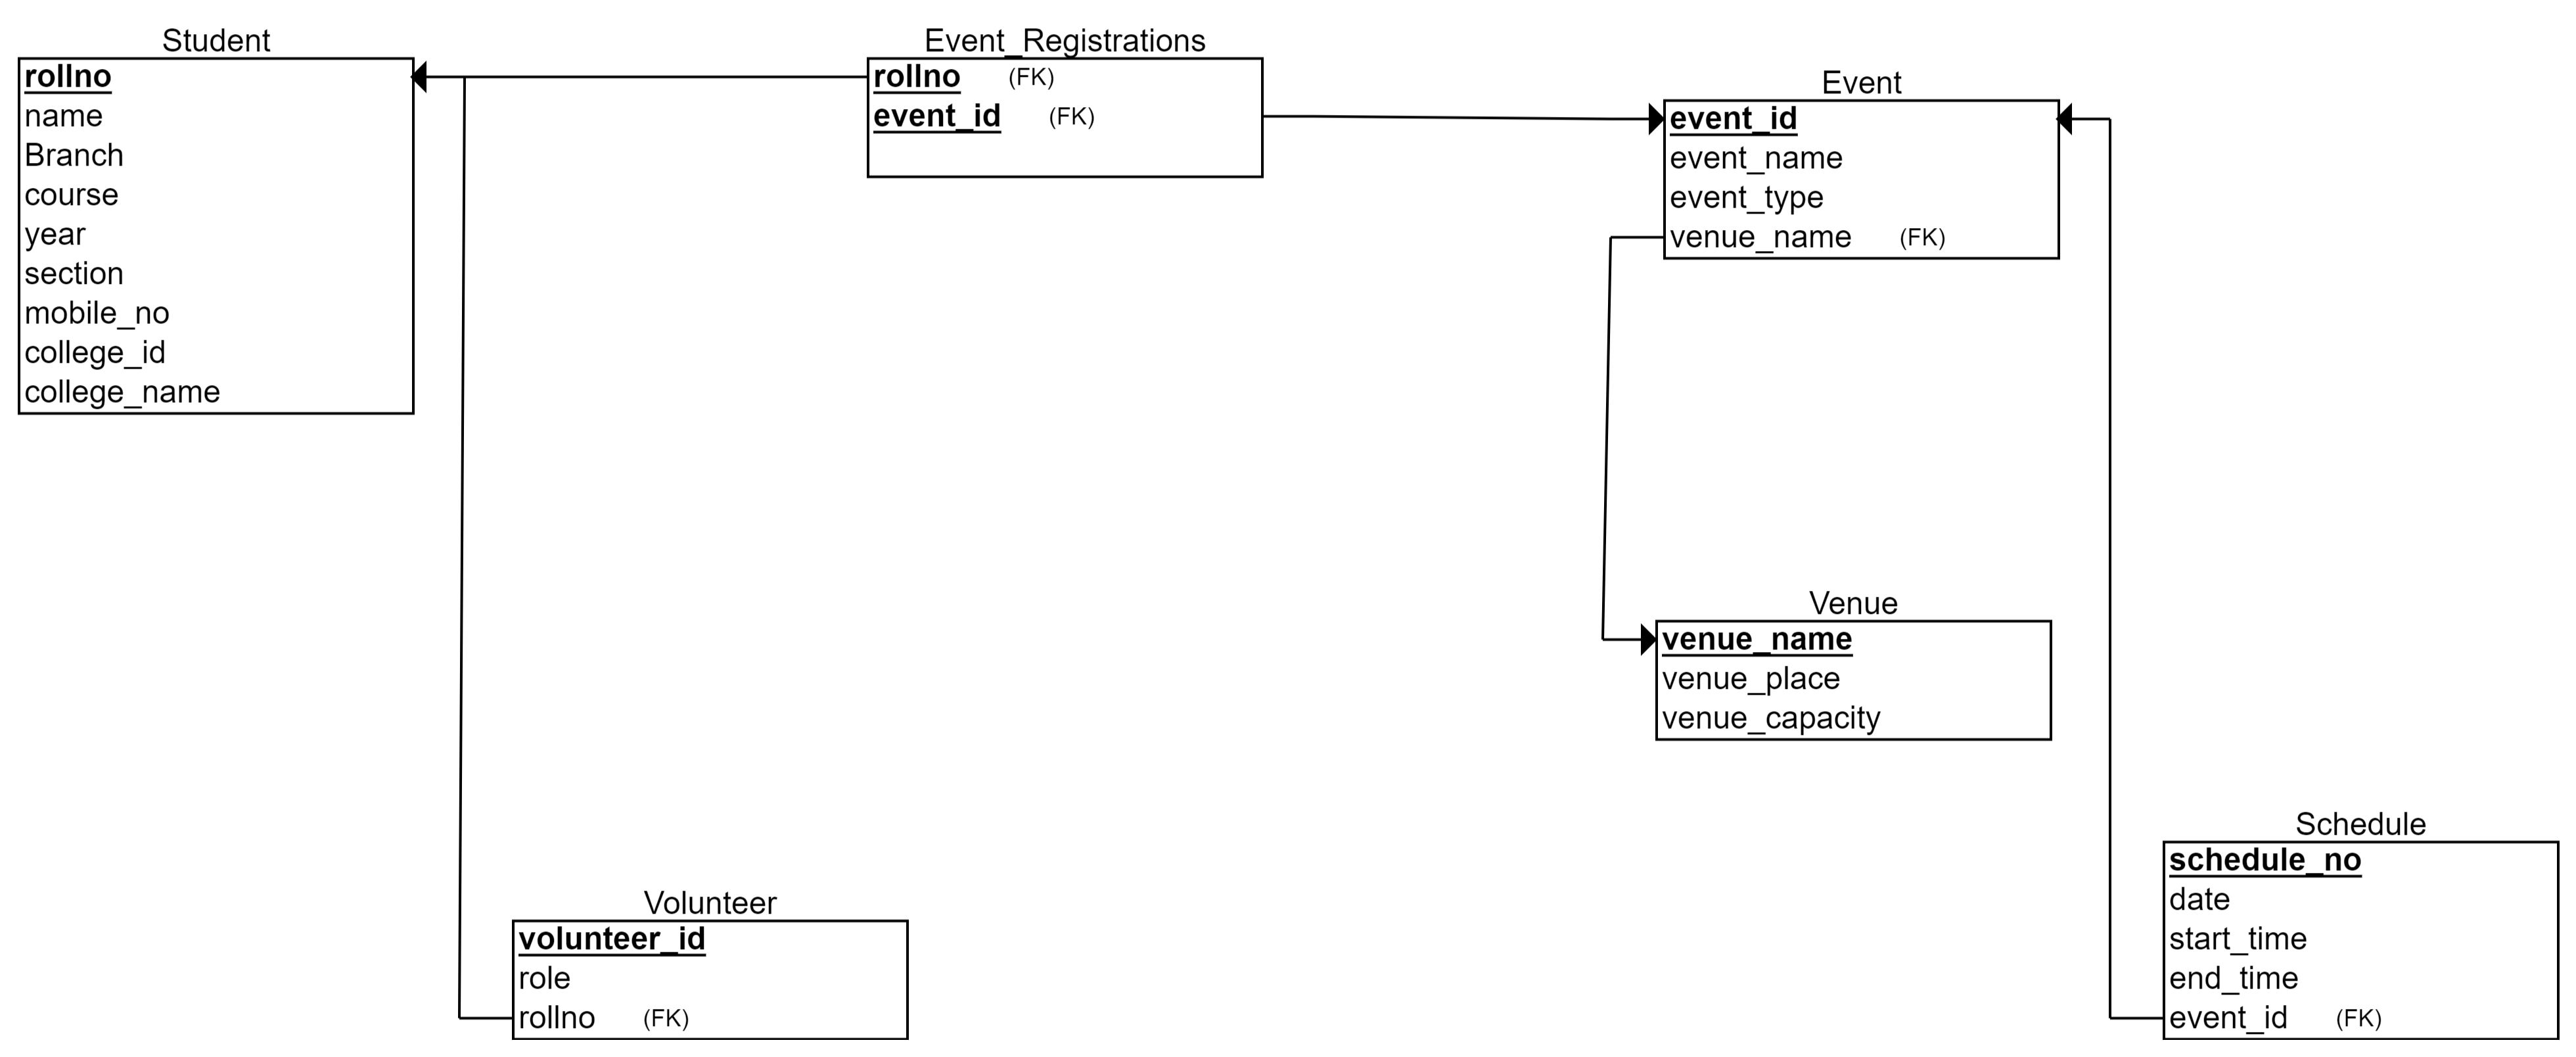 Student
rollno
name
Branch
course
year
section
mobile_no
college_id
college_name
Event_Registrations
rollno (FK)
event_id (FK)
Event
event_id
event_name
event_type
venue_name (FK)
Venue
venue_name
venue_place
venue_capacity
Volunteer
volunteer_id
role
rollno (FK)
Schedule
schedule_no
date
start_time
end_time
event_id (FK)